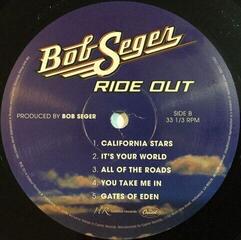 Bob Seger
RIDE OUT
PRODUCED BY BOB SEGER
SIDE B
33 1/3 RPM
1. CALIFORNIA STARS
2. IT'S YOUR WORLD
3. ALL OF THE ROADS
4. YOU TAKE ME IN
5. GATES OF EDEN
Capitol